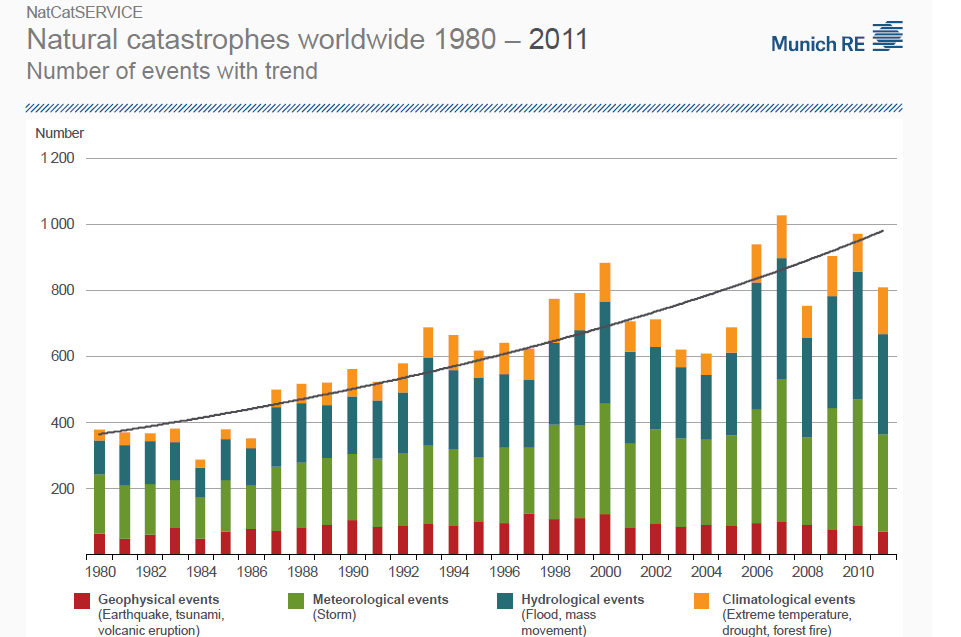 NatCatSERVICE
Natural catastrophes worldwide 1980 – 2011
Number of events with trend
Munich RE
Number
1 200
1 000
800
600
400
200
1980 1982 1984 1986 1988 1990 1992 1994 1996 1998 2000 2002 2004 2006 2008 2010
Geophysical events
(Earthquake, tsunami,
volcanic eruption)
Meteorological events
(Storm)
Hydrological events
(Flood, mass
movement)
Climatological events
(Extreme temperature,
drought, forest fire)